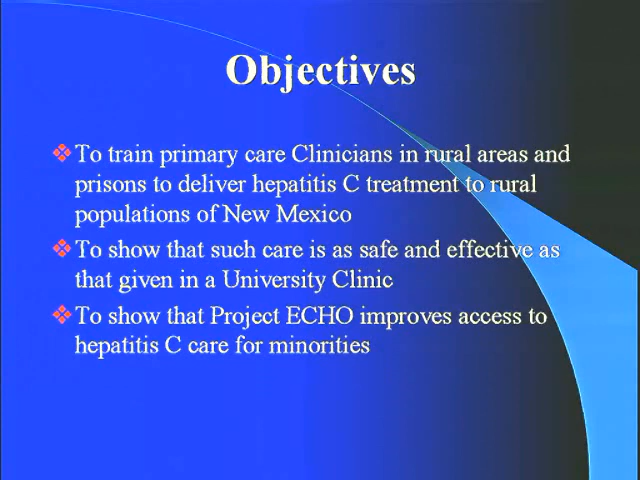 Objectives
To train primary care Clinicians in rural areas and
prisons to deliver hepatitis C treatment to rural
populations of New Mexico
To show that such care is as safe and effective as
that given in a University Clinic
To show that Project ECHO improves access to
hepatitis C care for minorities